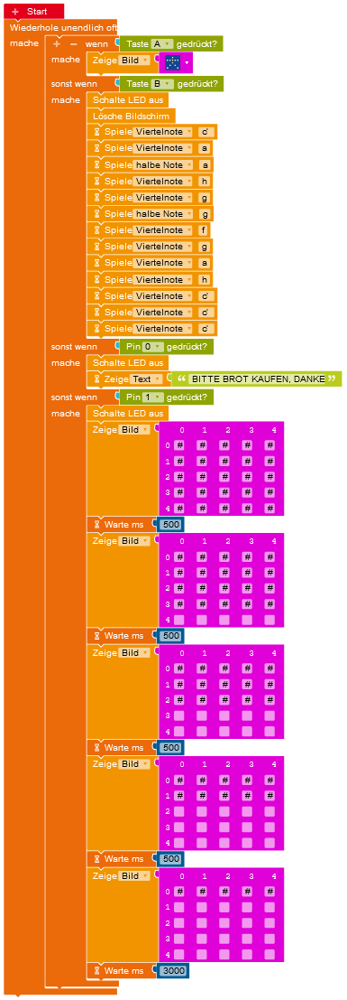 + Start
Wiederhole unendlich oft
mache + − wenn Taste A gedrückt?
mache Zeige Bild
sonst wenn Taste B gedrückt?
mache Schalte LED aus
Lösche Bildschirm
Spiele Viertelnote c'
Spiele Viertelnote a
Spiele halbe Note a
Spiele Viertelnote h
Spiele Viertelnote g
Spiele halbe Note g
Spiele Viertelnote f
Spiele Viertelnote g
Spiele Viertelnote a
Spiele Viertelnote h
Spiele Viertelnote c'
Spiele Viertelnote c'
Spiele Viertelnote c'
sonst wenn Pin 0 gedrückt?
mache Schalte LED aus
Zeige Text “ BITTE BROT KAUFEN, DANKE ”
sonst wenn Pin 1 gedrückt?
mache Schalte LED aus
Zeige Bild 0 1 2 3 4
0 # # # # #
1 # # # # #
2 # # # # #
3 # # # # #
4 # # # # #
Warte ms 500
Zeige Bild 0 1 2 3 4
0 # # # # #
1 # # # # #
2 # # # # #
3 # # # # #
4
Warte ms 500
Zeige Bild 0 1 2 3 4
0 # # # # #
1 # # # # #
2 # # # # #
3
4
Warte ms 500
Zeige Bild 0 1 2 3 4
0 # # # # #
1 # # # # #
2
3
4
Warte ms 500
Zeige Bild 0 1 2 3 4
0 # # # # #
1
2
3
4
Warte ms 3000